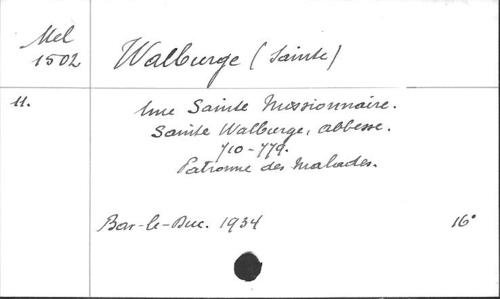 Mel
1502
Walburge (Sainte)
11.
Une Sainte Missionnaire.
Sainte Walburge, abbesse.
710-779.
Patronne des Malades.
Bar-le-Duc. 1934
16°